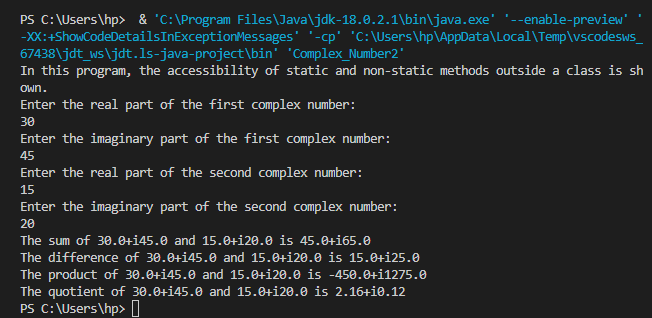 PS C:\Users\hp>  & 'C:\Program Files\Java\jdk-18.0.2.1\bin\java.exe' '--enable-preview' '
-XX:+ShowCodeDetailsInExceptionMessages' '-cp' 'C:\Users\hp\AppData\Local\Temp\vscodesws_
67438\jdt_ws\jdt.ls-java-project\bin' 'Complex_Number2'
In this program, the accessibility of static and non-static methods outside a class is sh
own.
Enter the real part of the first complex number:
30
Enter the imaginary part of the first complex number:
45
Enter the real part of the second complex number:
15
Enter the imaginary part of the second complex number:
20
The sum of 30.0+i45.0 and 15.0+i20.0 is 45.0+i65.0
The difference of 30.0+i45.0 and 15.0+i20.0 is 15.0+i25.0
The product of 30.0+i45.0 and 15.0+i20.0 is -450.0+i1275.0
The quotient of 30.0+i45.0 and 15.0+i20.0 is 2.16+i0.12
PS C:\Users\hp>